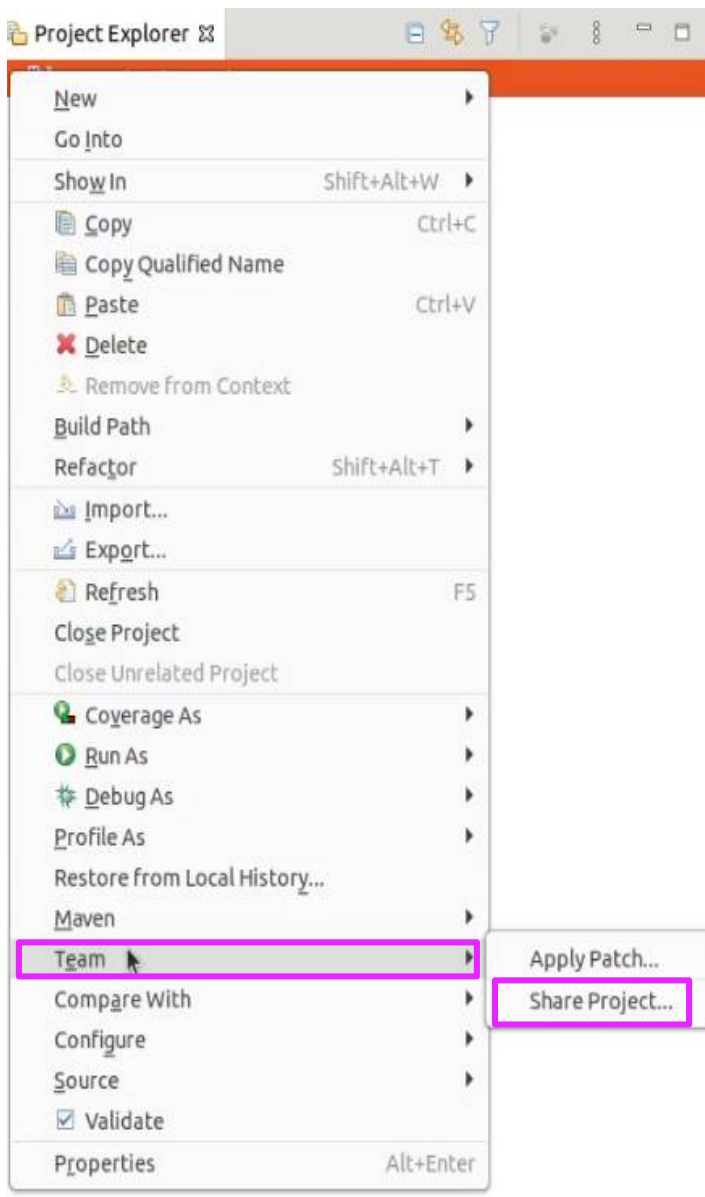 Project Explorer
New
Go Into
Show In Shift+Alt+W
Copy Ctrl+C
Copy Qualified Name
Paste Ctrl+V
Delete
Remove from Context
Build Path
Refactor Shift+Alt+T
Import...
Export...
Refresh F5
Close Project
Close Unrelated Project
Coverage As
Run As
Debug As
Profile As
Restore from Local History...
Maven
Team
Apply Patch...
Compare With
Share Project...
Configure
Source
Validate
Properties Alt+Enter